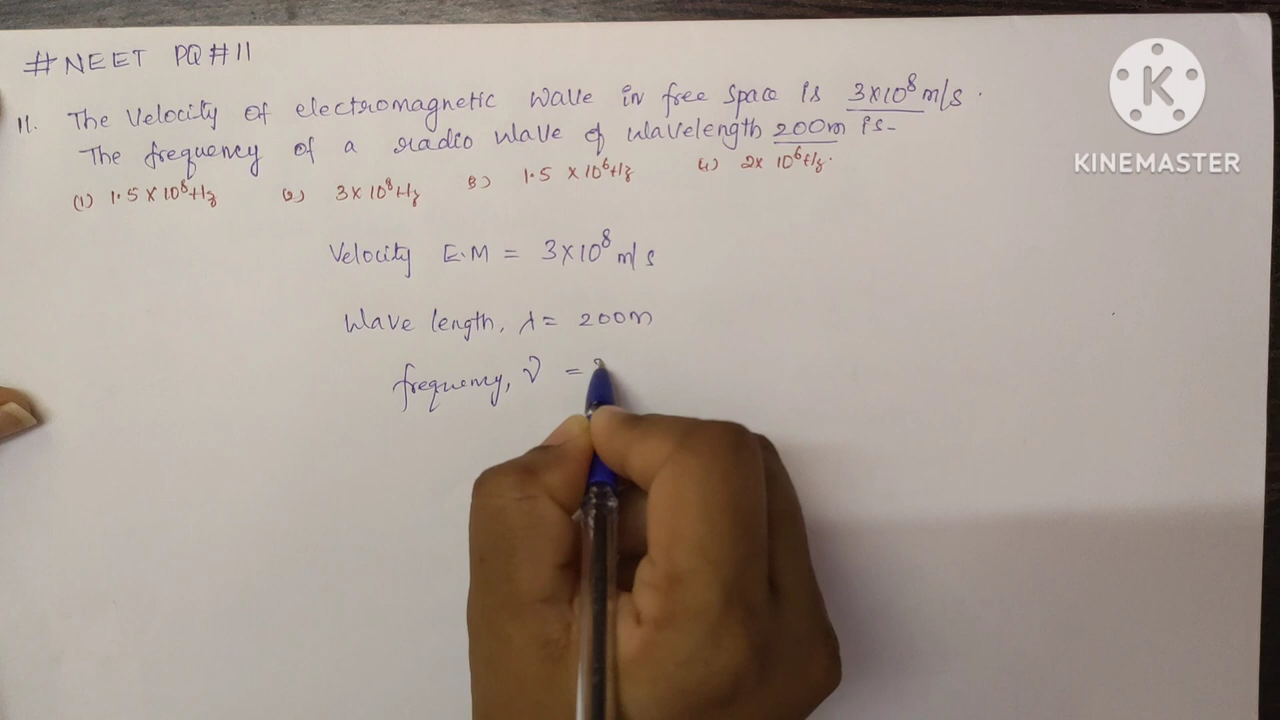 # NEET PQ#11
11. The velocity of electromagnetic wave in free space is 3×10⁸ m/s.
The frequency of a radio wave of wavelength 200m is-
(1) 1.5 × 10⁸ Hz (2) 3×10⁸ Hz 3) 1.5 × 10⁶ Hz 4) 2× 10⁶ Hz.
Velocity E.M = 3×10⁸ m/s
Wave length, λ = 200m
frequency, ν =
K
KINEMASTER